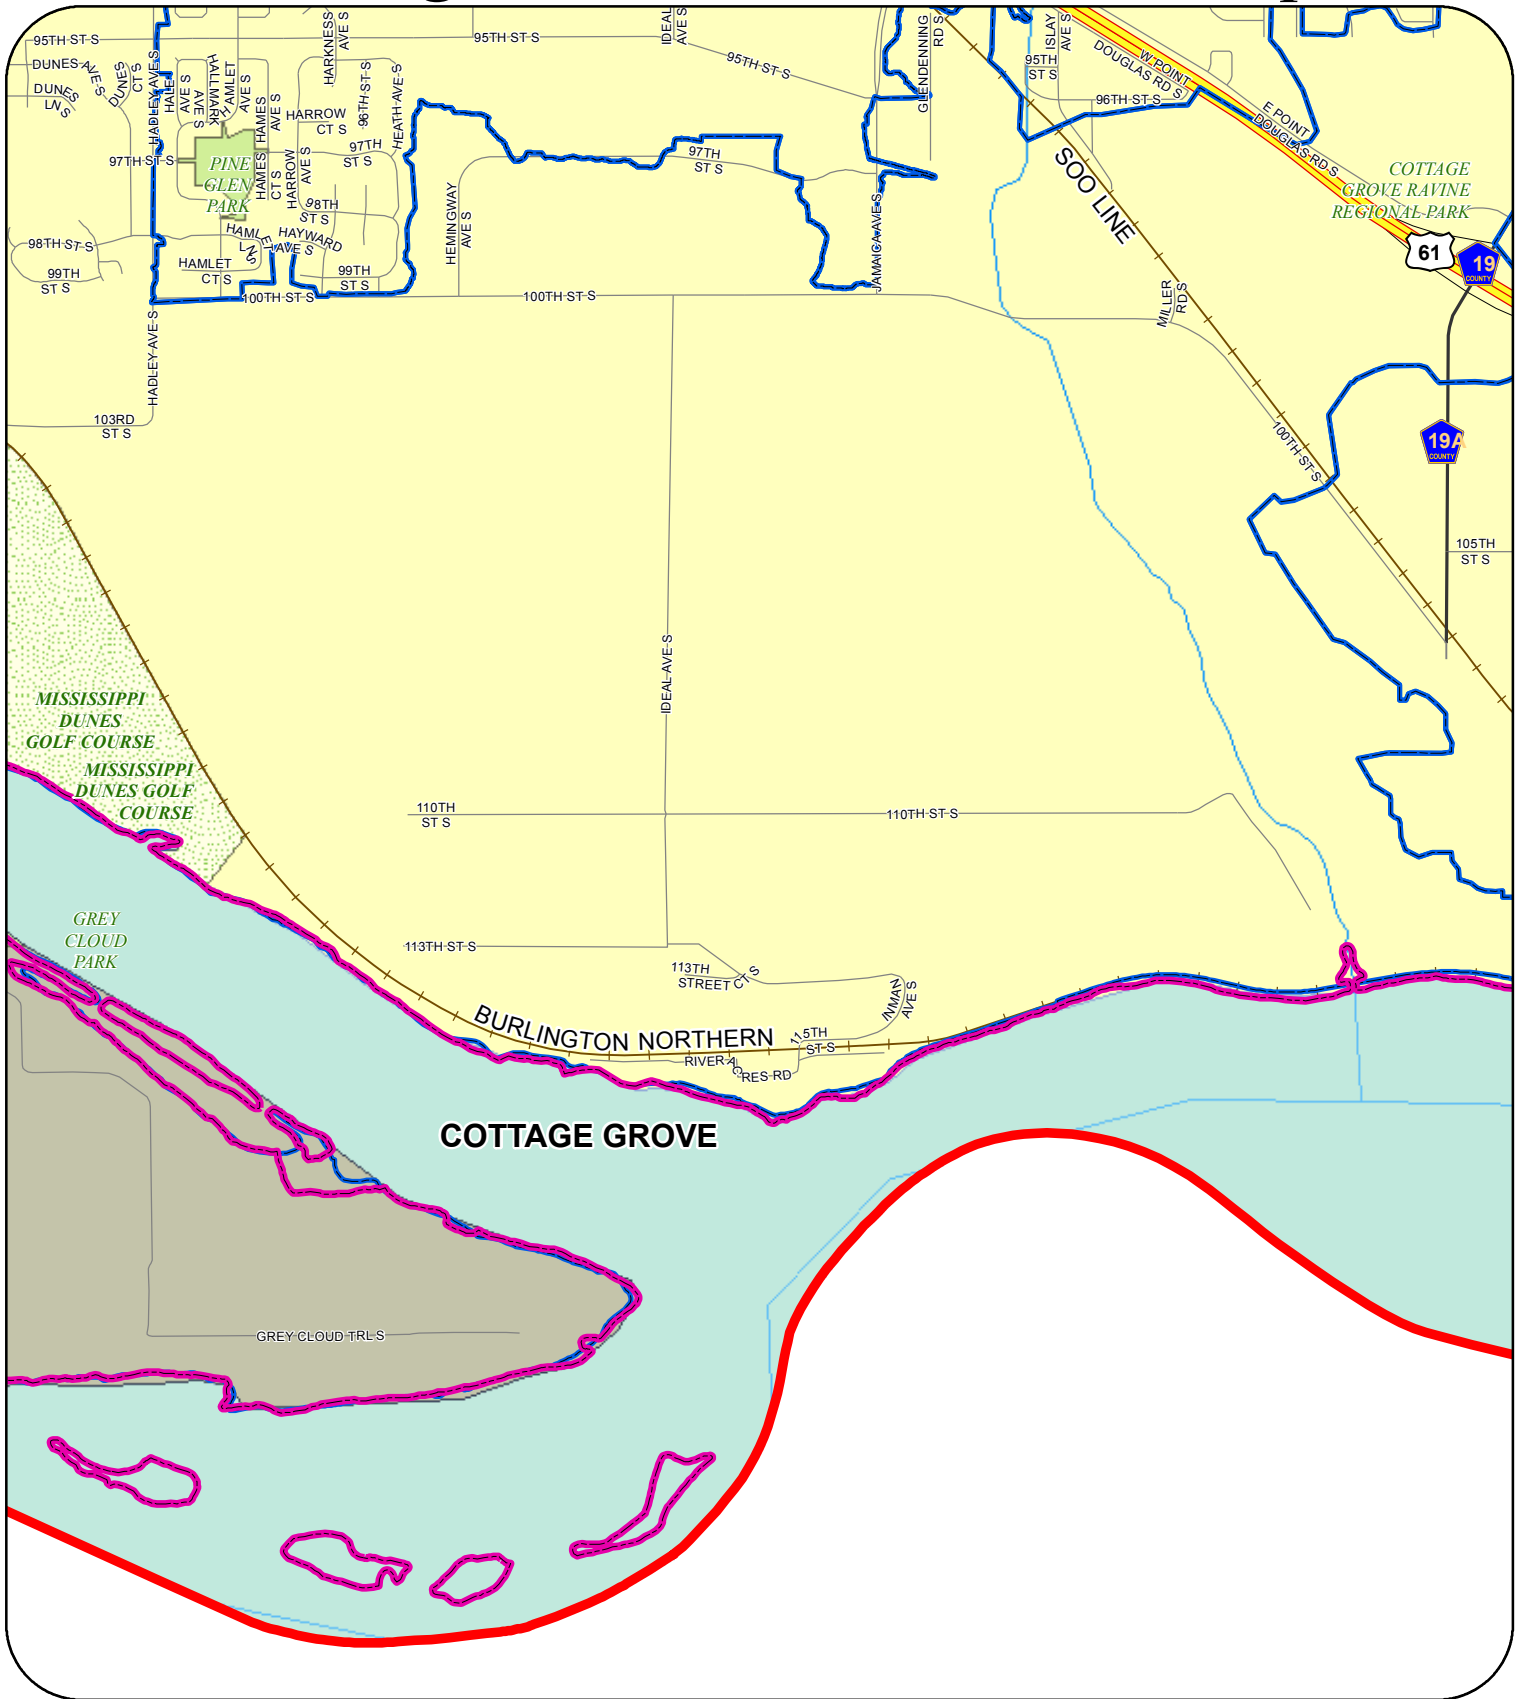 95TH ST S
DUNES
AVE S
DUNES
CT S
DUNES
LN S
HADLEY AVE S
HALE
AVE S
HALLMARK
AVE S
HAMLET
AVE S
HAMES
AVE S
HARKNESS
AVE S
HARROW
CT S
96TH ST S
HEATH AVE S
97TH ST S
PINE
GLEN
PARK
HAMES
CT S
HARROW
AVE S
97TH
ST S
98TH
ST S
98TH ST S
99TH
ST S
HAMLET
LN S
HAYWARD
AVE S
HAMLET
CT S
99TH
ST S
100TH ST S
95TH ST S
IDEAL
AVE S
95TH ST S
GLENDENNING
RD S
ISLAY
AVE S
95TH
ST S
W POINT
DOUGLAS RD S
96TH ST S
E POINT
DOUGLAS RD S
97TH
ST S
HEMINGWAY
AVE S
JAMAICA AVE S
SOO LINE
COTTAGE
GROVE RAVINE
REGIONAL PARK
61
19
COUNTY
100TH ST S
MILLER
RD S
HADLEY AVE S
103RD
ST S
100TH ST S
19A
COUNTY
105TH
ST S
IDEAL AVE S
MISSISSIPPI
DUNES
GOLF COURSE
MISSISSIPPI
DUNES GOLF
COURSE
110TH
ST S
110TH ST S
GREY
CLOUD
PARK
113TH ST S
113TH
STREET CT S
INMAN
AVE S
BURLINGTON NORTHERN
115TH
ST S
RIVER ACRES RD
COTTAGE GROVE
GREY CLOUD TRL S